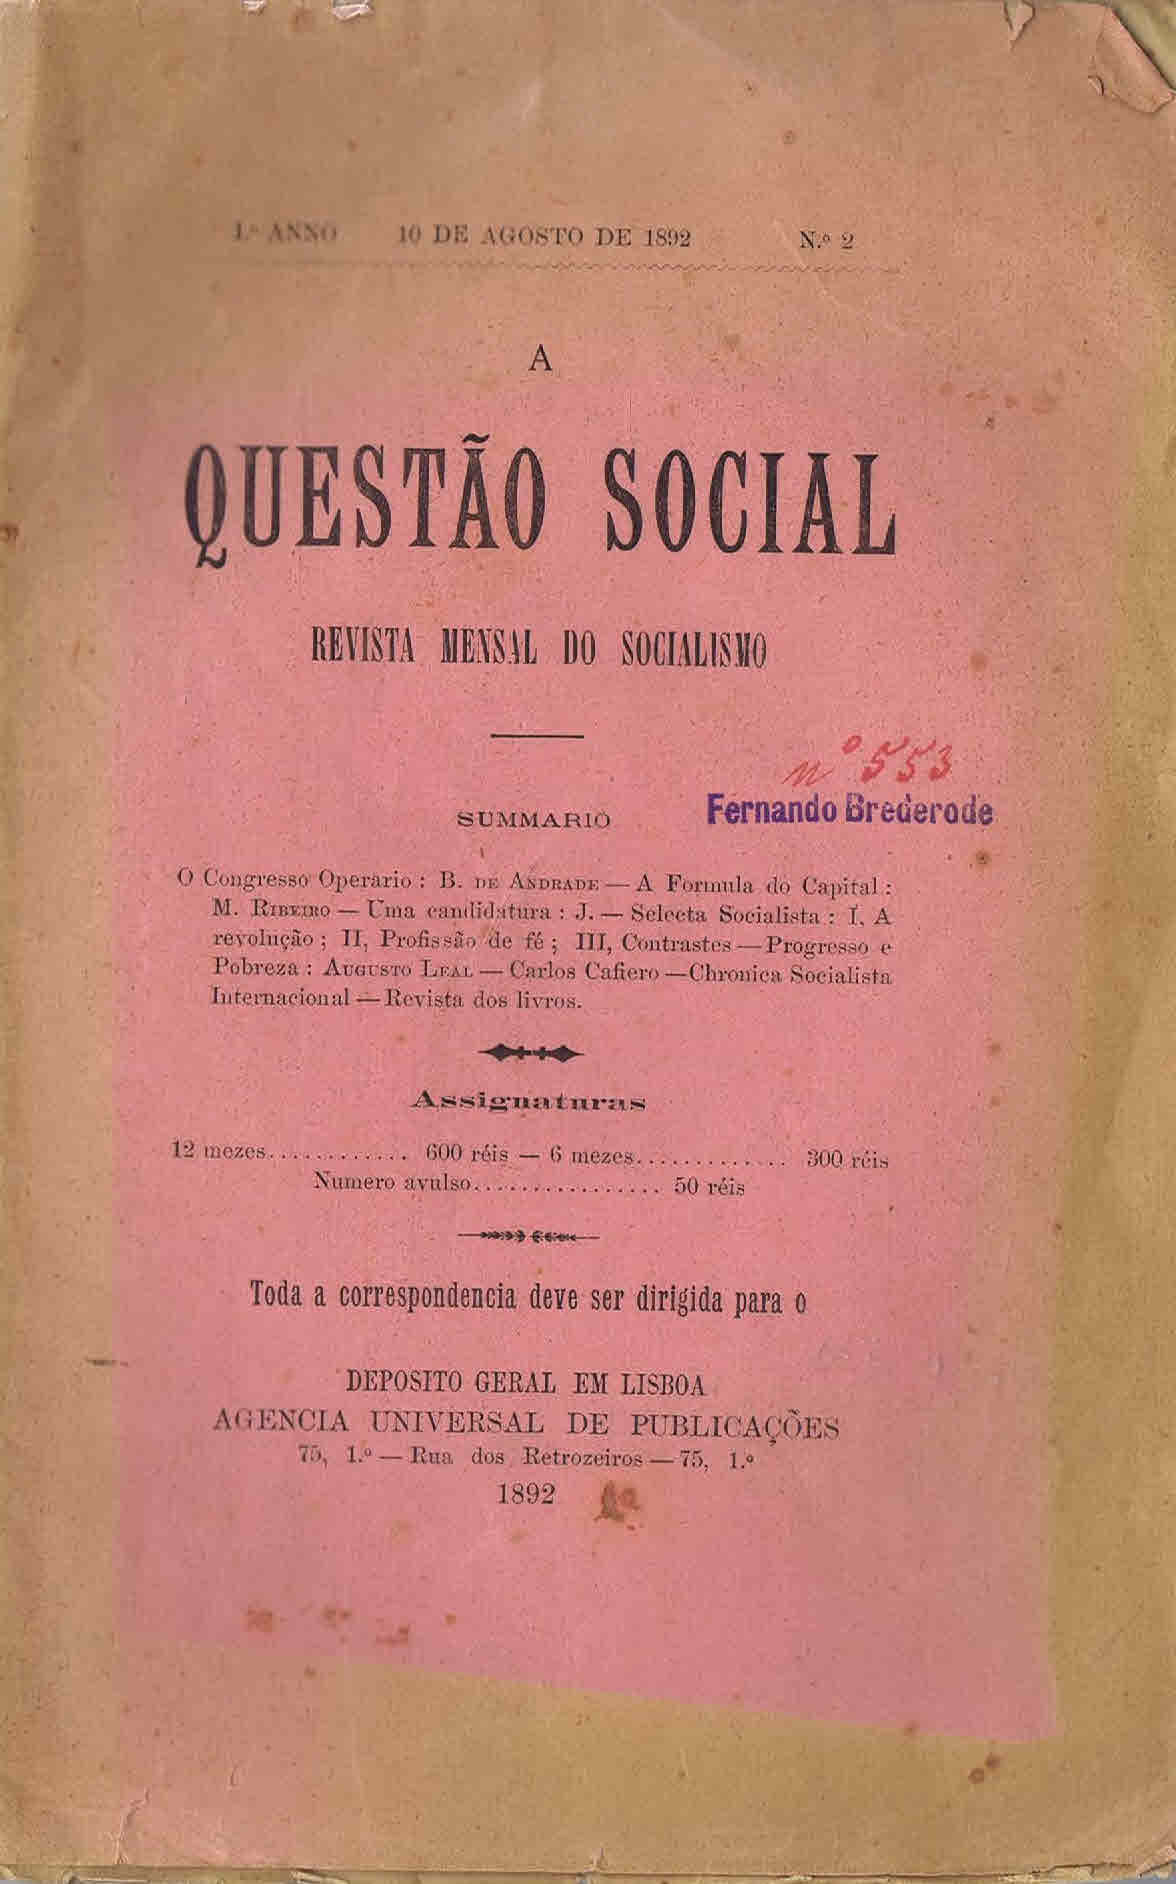 1.º ANNO 10 DE AGOSTO DE 1892 N.º 2
A
QUESTÃO SOCIAL
REVISTA MENSAL DO SOCIALISMO
nº 553
Fernando Brederode
SUMMARIO
O Congresso Operario : B. DE ANDRADE — A Formula do Capital :
M. RIBEIRO — Uma candidatura : J. — Selecta Socialista : I, A
revolução ; II, Profissão de fé ; III, Contrastes — Progresso e
Pobreza : AUGUSTO LEAL — Carlos Cafiero — Chronica Socialista
Internacional — Revista dos livros.
Assignaturas
12 mezes............ 600 réis — 6 mezes............. 300 réis
Numero avulso................ 50 réis
Toda a correspondencia deve ser dirigida para o
DEPOSITO GERAL EM LISBOA
AGENCIA UNIVERSAL DE PUBLICAÇÕES
75, 1.º — Rua dos Retrozeiros — 75, 1.º
1892